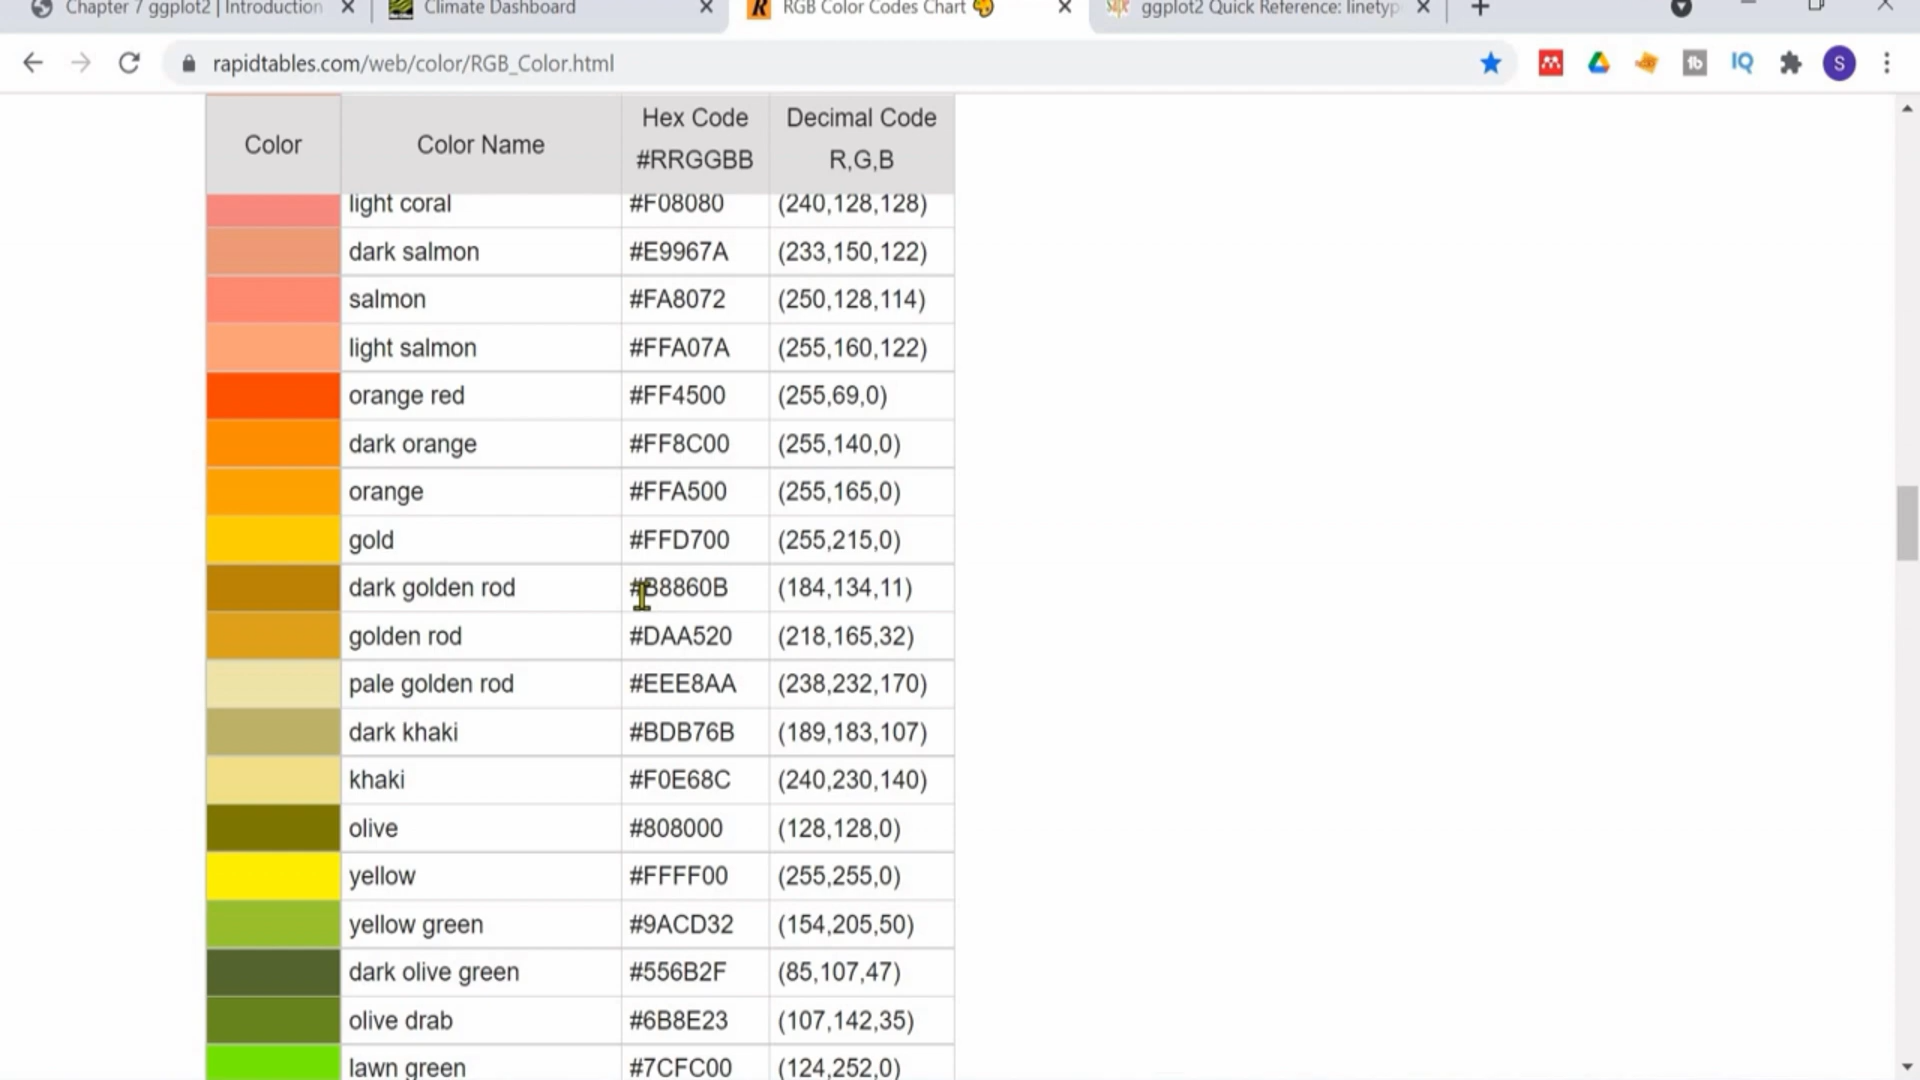 Chapter 7 ggplot2 | Introduction
Climate Dashboard
RGB Color Codes Chart
ggplot2 Quick Reference: linetyp
rapidtables.com/web/color/RGB_Color.html
IQ
S
Color
Color Name
Hex Code
#RRGGBB
Decimal Code
R,G,B
light coral #F08080 (240,128,128)
dark salmon #E9967A (233,150,122)
salmon #FA8072 (250,128,114)
light salmon #FFA07A (255,160,122)
orange red #FF4500 (255,69,0)
dark orange #FF8C00 (255,140,0)
orange #FFA500 (255,165,0)
gold #FFD700 (255,215,0)
dark golden rod #B8860B (184,134,11)
golden rod #DAA520 (218,165,32)
pale golden rod #EEE8AA (238,232,170)
dark khaki #BDB76B (189,183,107)
khaki #F0E68C (240,230,140)
olive #808000 (128,128,0)
yellow #FFFF00 (255,255,0)
yellow green #9ACD32 (154,205,50)
dark olive green #556B2F (85,107,47)
olive drab #6B8E23 (107,142,35)
lawn green #7CFC00 (124,252,0)